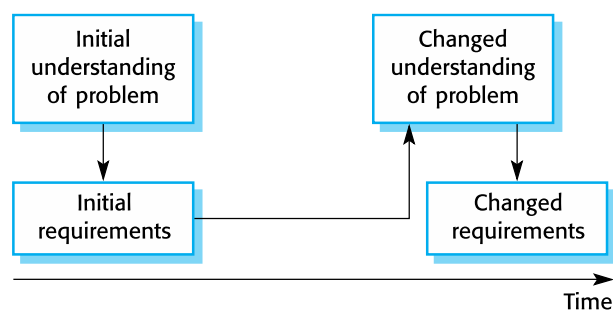 Initial
understanding
of problem
Changed
understanding
of problem
Initial
requirements
Changed
requirements
Time